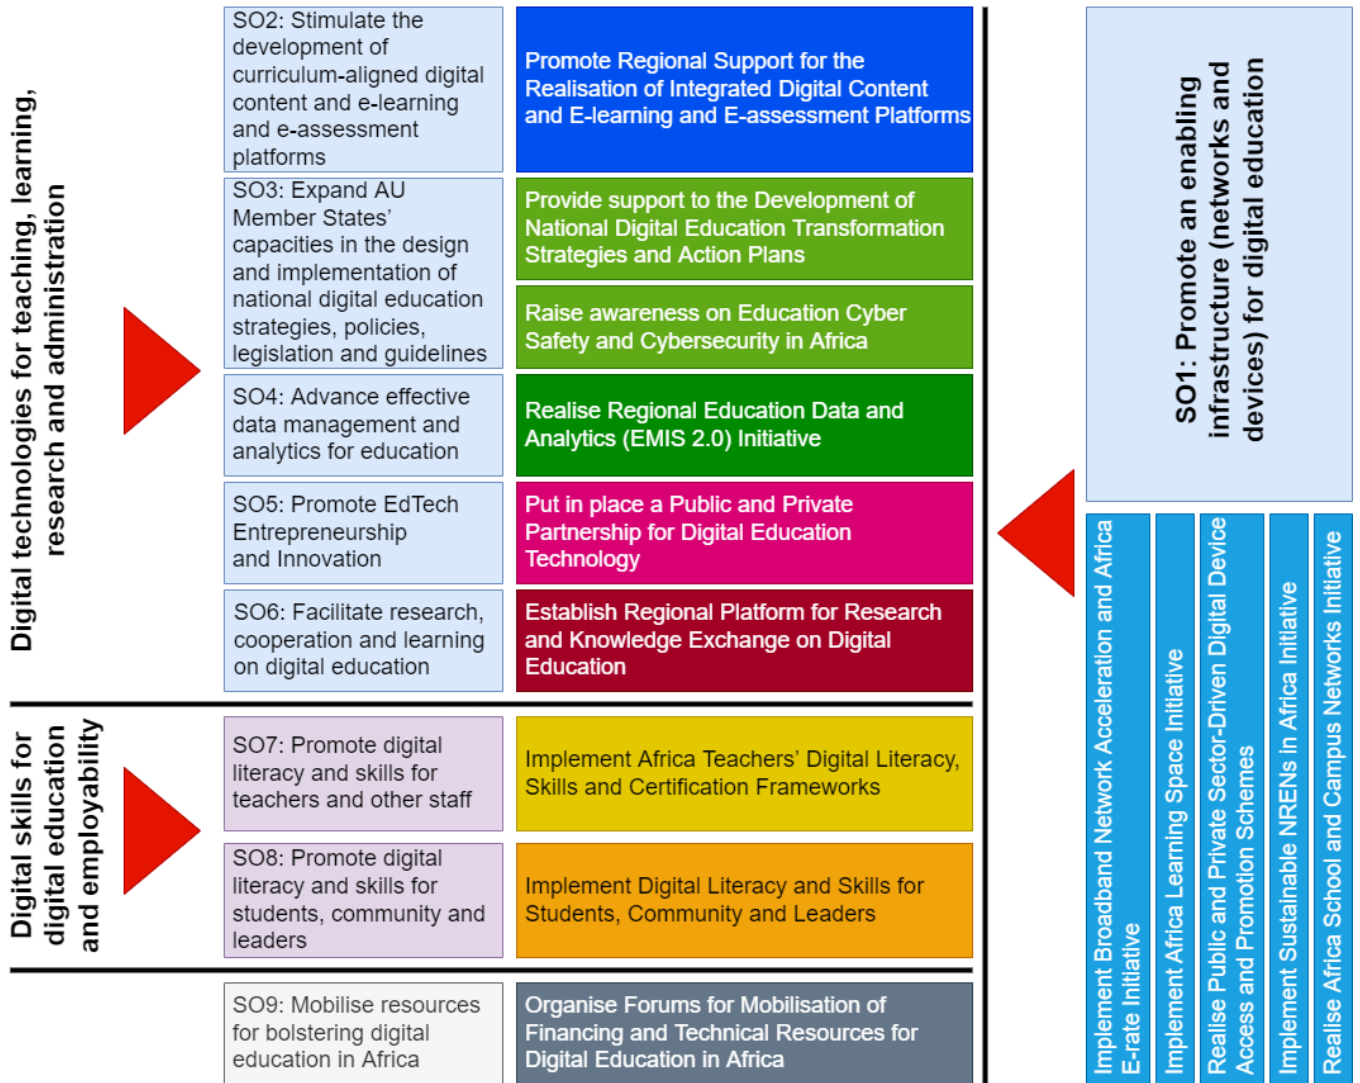 Digital technologies for teaching, learning,
research and administration
SO2: Stimulate the
development of
curriculum-aligned digital
content and e-learning
and e-assessment
platforms
Promote Regional Support for the
Realisation of Integrated Digital Content
and E-learning and E-assessment Platforms
SO3: Expand AU
Member States’
capacities in the design
and implementation of
national digital education
strategies, policies,
legislation and guidelines
Provide support to the Development of
National Digital Education Transformation
Strategies and Action Plans
Raise awareness on Education Cyber
Safety and Cybersecurity in Africa
SO4: Advance effective
data management and
analytics for education
Realise Regional Education Data and
Analytics (EMIS 2.0) Initiative
SO5: Promote EdTech
Entrepreneurship
and Innovation
Put in place a Public and Private
Partnership for Digital Education
Technology
SO6: Facilitate research,
cooperation and learning
on digital education
Establish Regional Platform for Research
and Knowledge Exchange on Digital
Education
Digital skills for
digital education
and employability
SO7: Promote digital
literacy and skills for
teachers and other staff
Implement Africa Teachers’ Digital Literacy,
Skills and Certification Frameworks
SO8: Promote digital
literacy and skills for
students, community and
leaders
Implement Digital Literacy and Skills for
Students, Community and Leaders
SO9: Mobilise resources
for bolstering digital
education in Africa
Organise Forums for Mobilisation of
Financing and Technical Resources for
Digital Education in Africa
SO1: Promote an enabling
infrastructure (networks and
devices) for digital education
Implement Broadband Network Acceleration and Africa
E-rate Initiative
Implement Africa Learning Space Initiative
Realise Public and Private Sector-Driven Digital Device
Access and Promotion Schemes
Implement Sustainable NRENs In Africa Initiative
Realise Africa School and Campus Networks Initiative